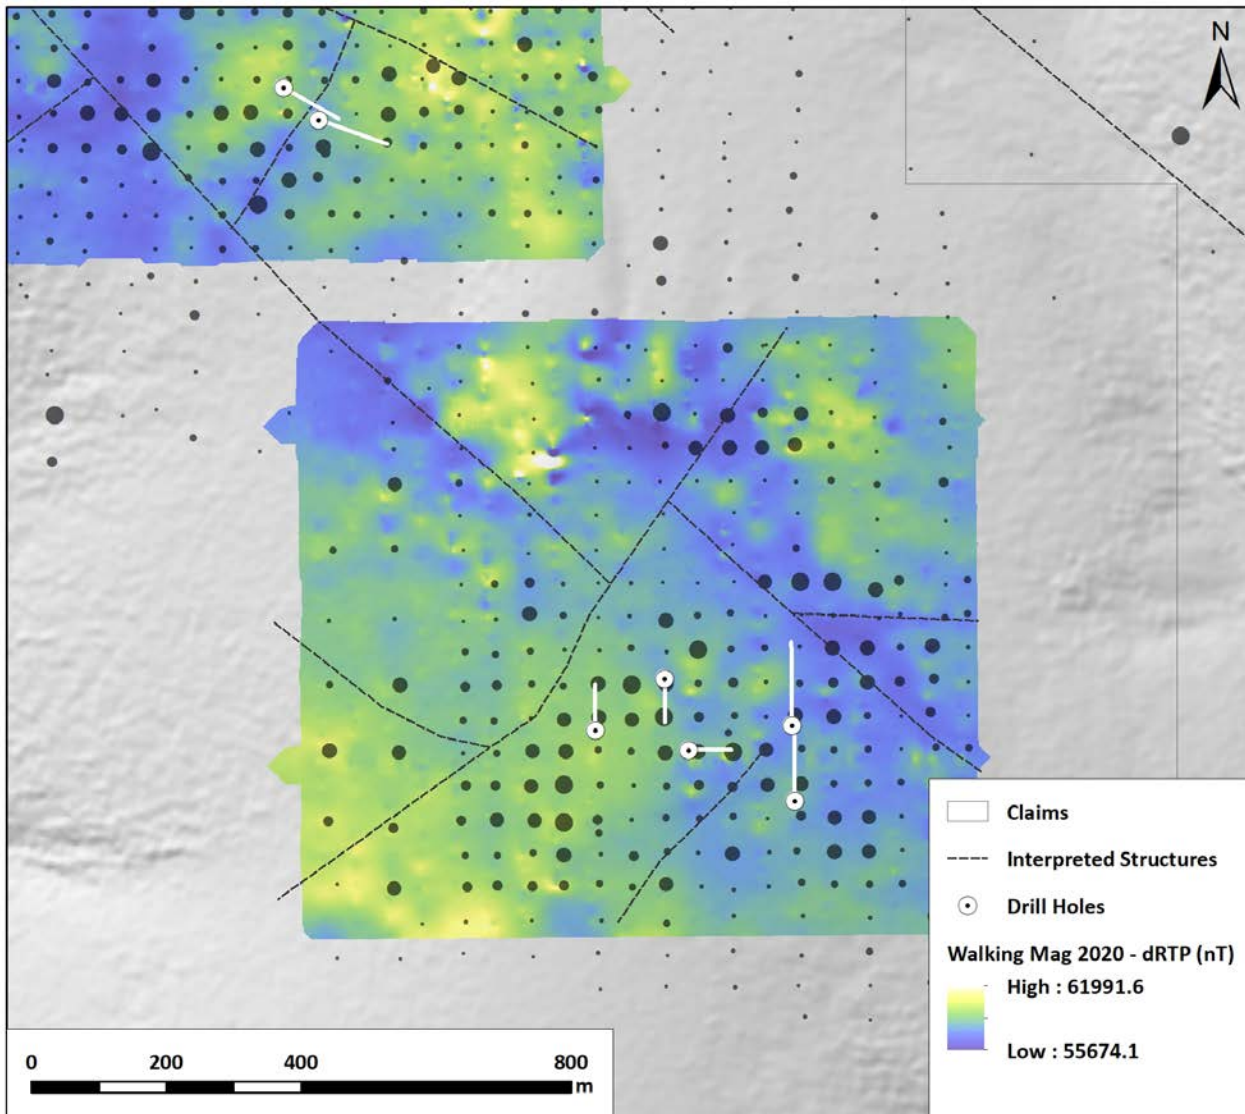 N
Claims
Interpreted Structures
Drill Holes
Walking Mag 2020 - dRTP (nT)
High : 61991.6
Low : 55674.1
0 200 400 800
m